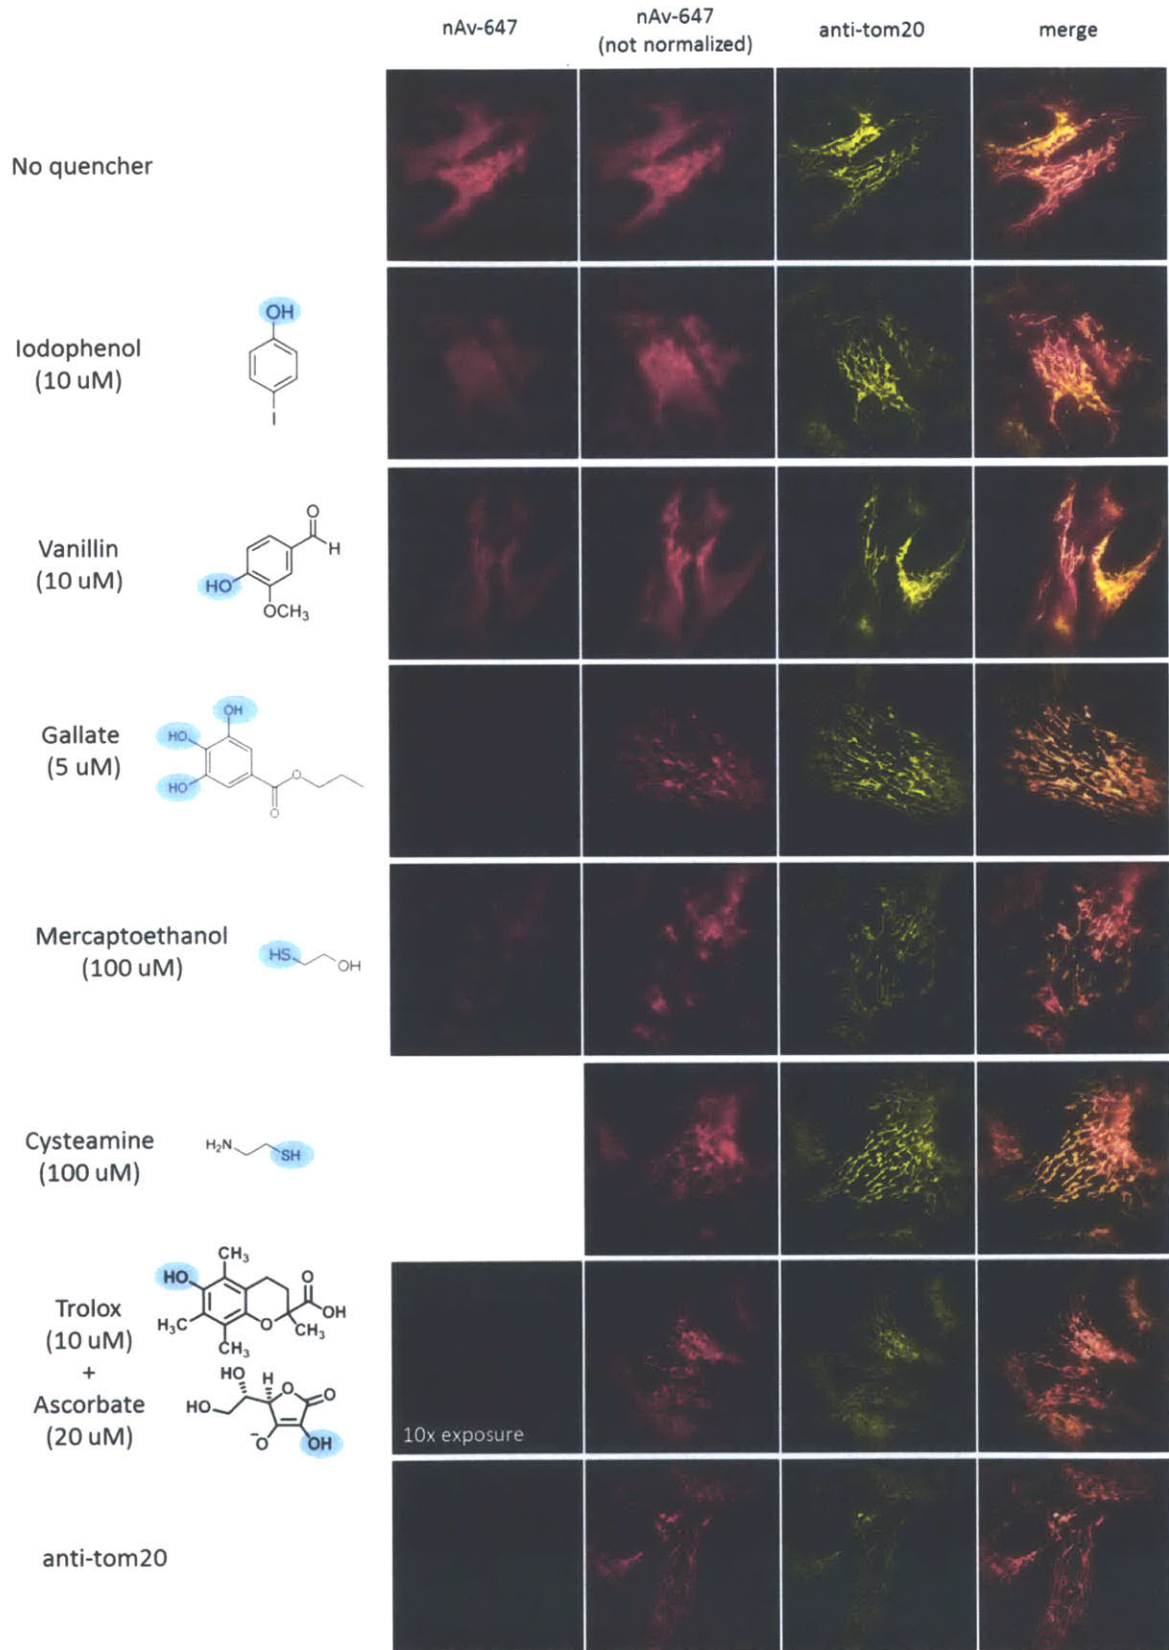 nAv-647
nAv-647
(not normalized)
anti-tom20
merge
No quencher
Iodophenol
(10 uM)
OH
I
Vanillin
(10 uM)
O
H
HO
OCH3
Gallate
(5 uM)
OH
HO
HO
O
O
Mercaptoethanol
(100 uM)
HS
OH
Cysteamine
(100 uM)
H2N
SH
Trolox
(10 uM)
+
Ascorbate
(20 uM)
CH3
HO
O
OH
H3C
O
CH3
CH3
HO
H
O
O
HO
-O
OH
10x exposure
anti-tom20